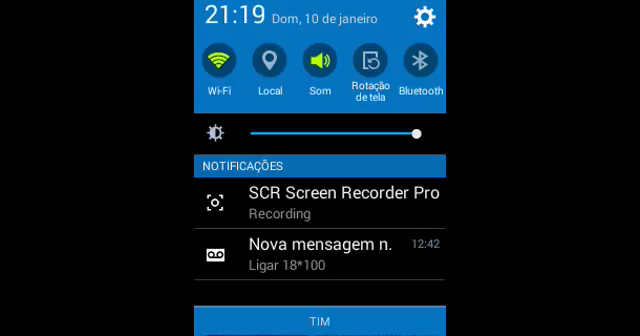 21:19 Dom, 10 de janeiro
Wi-Fi Local Som Rotação de tela Bluetooth
NOTIFICAÇÕES
SCR Screen Recorder Pro
Recording
Nova mensagem n. 12:42
Ligar 18*100
TIM